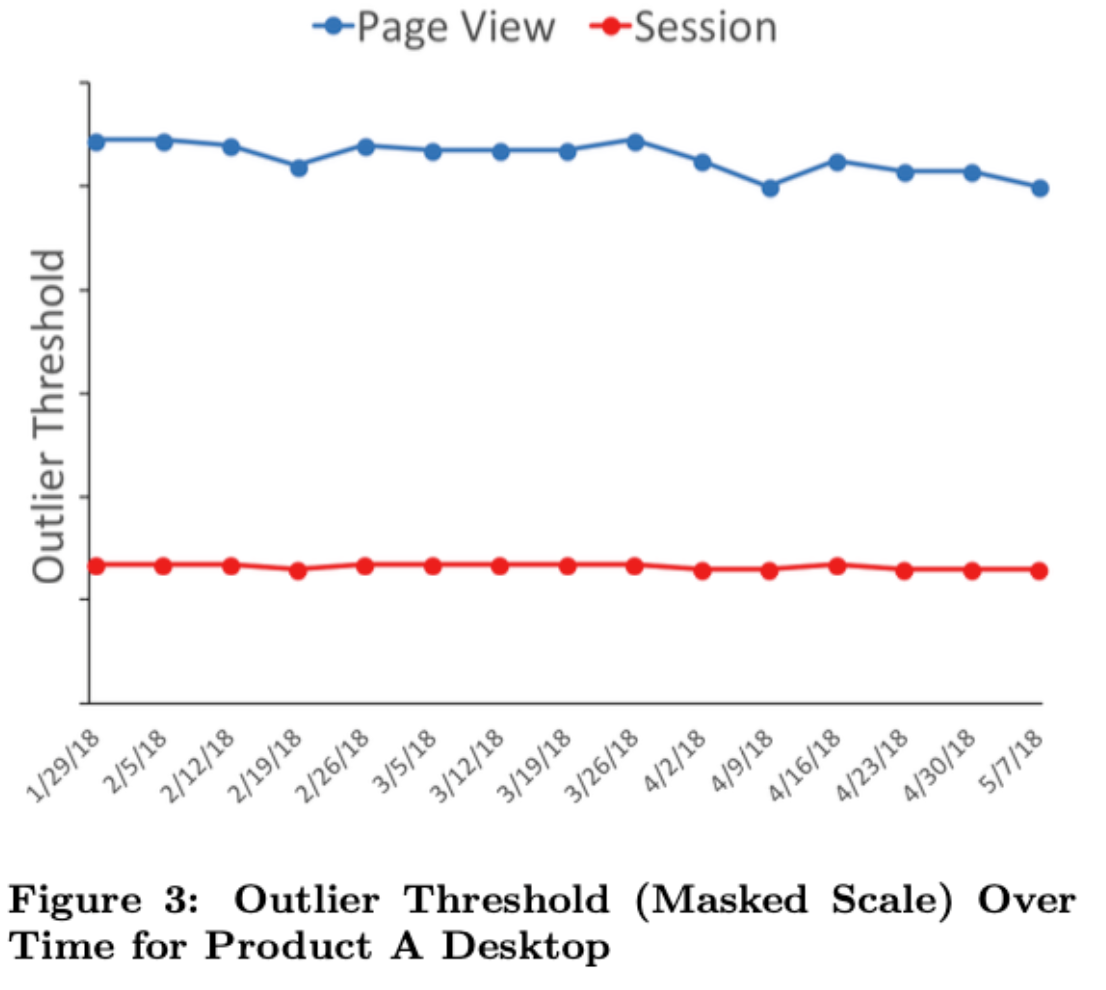 Page View Session
Outlier Threshold
1/29/18 2/5/18 2/12/18 2/19/18 2/26/18 3/5/18 3/12/18 3/19/18 3/26/18 4/2/18 4/9/18 4/16/18 4/23/18 4/30/18 5/7/18
Figure 3: Outlier Threshold (Masked Scale) Over
Time for Product A Desktop